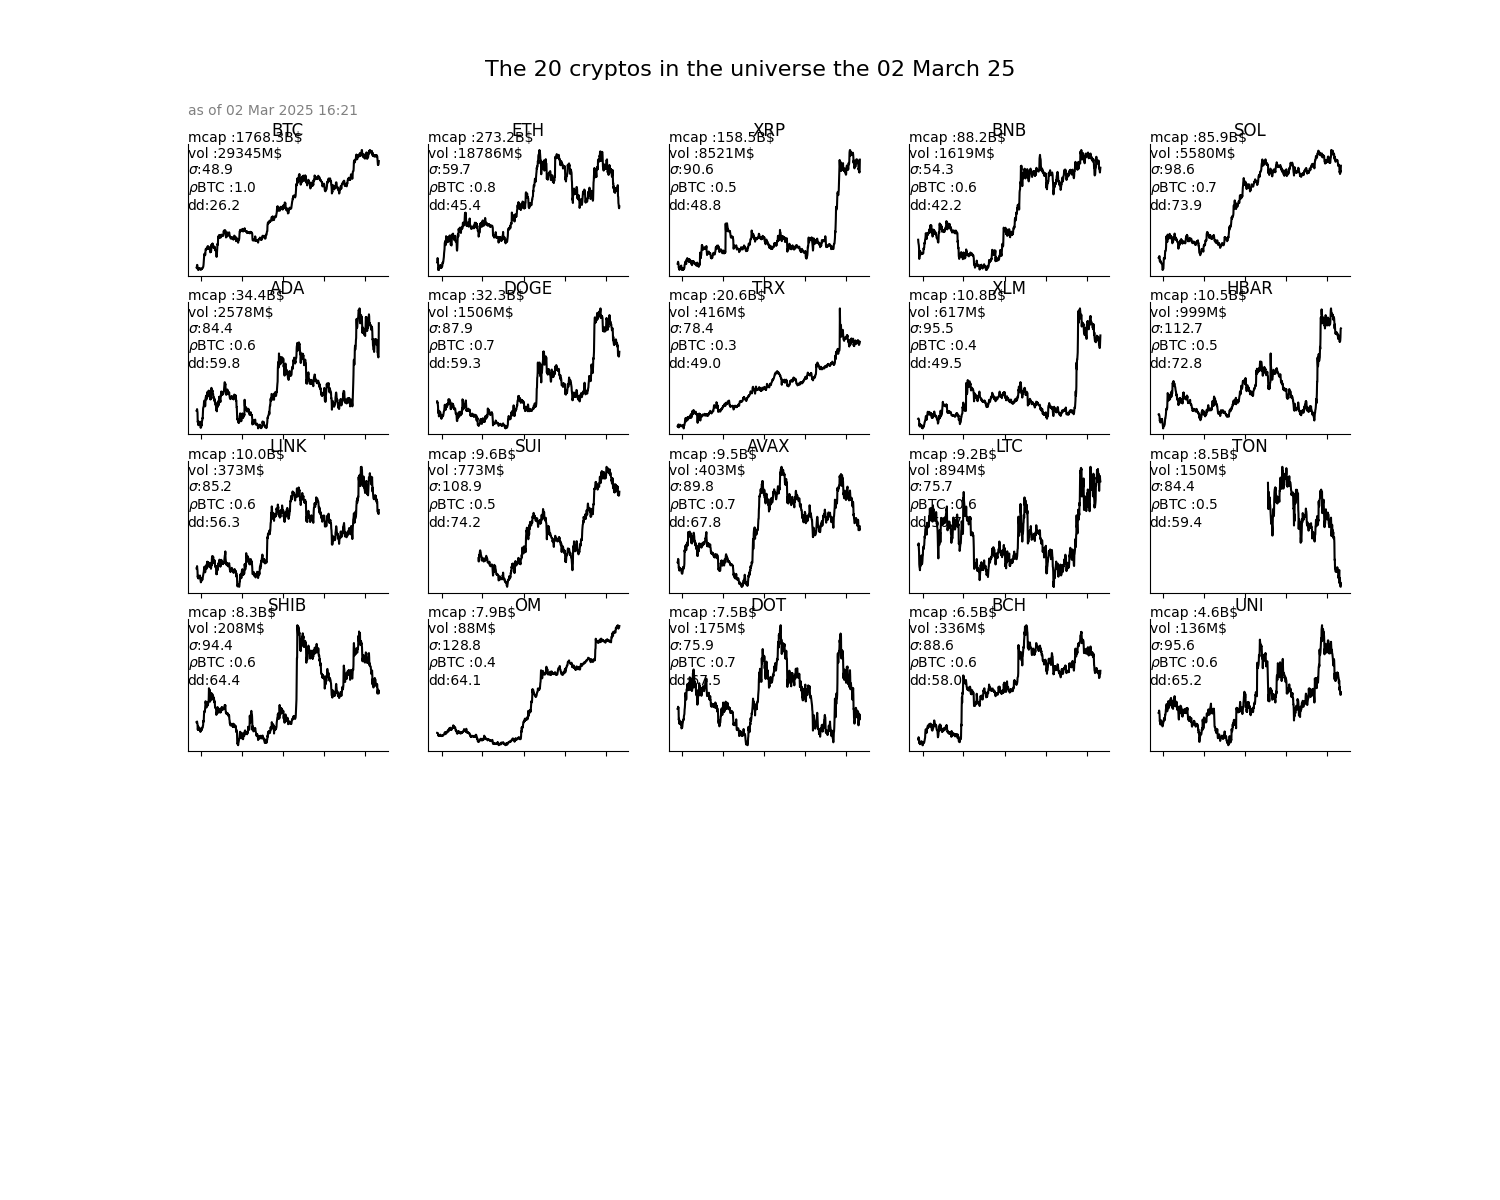 The 20 cryptos in the universe the 02 March 25
as of 02 Mar 2025 16:21
BTC
mcap :1768.3B$
vol :29345M$
σ:48.9
ρBTC :1.0
dd:26.2
ETH
mcap :273.2B$
vol :18786M$
σ:59.7
ρBTC :0.8
dd:45.4
XRP
mcap :158.5B$
vol :8521M$
σ:90.6
ρBTC :0.5
dd:48.8
BNB
mcap :88.2B$
vol :1619M$
σ:54.3
ρBTC :0.6
dd:42.2
SOL
mcap :85.9B$
vol :5580M$
σ:98.6
ρBTC :0.7
dd:73.9
ADA
mcap :34.4B$
vol :2578M$
σ:84.4
ρBTC :0.6
dd:59.8
DOGE
mcap :32.3B$
vol :1506M$
σ:87.9
ρBTC :0.7
dd:59.3
TRX
mcap :20.6B$
vol :416M$
σ:78.4
ρBTC :0.3
dd:49.0
XLM
mcap :10.8B$
vol :617M$
σ:95.5
ρBTC :0.4
dd:49.5
HBAR
mcap :10.5B$
vol :999M$
σ:112.7
ρBTC :0.5
dd:72.8
LINK
mcap :10.0B$
vol :373M$
σ:85.2
ρBTC :0.6
dd:56.3
SUI
mcap :9.6B$
vol :773M$
σ:108.9
ρBTC :0.5
dd:74.2
AVAX
mcap :9.5B$
vol :403M$
σ:89.8
ρBTC :0.7
dd:67.8
LTC
mcap :9.2B$
vol :894M$
σ:75.7
ρBTC :0.6
TON
mcap :8.5B$
vol :150M$
σ:84.4
ρBTC :0.5
dd:59.4
SHIB
mcap :8.3B$
vol :208M$
σ:94.4
ρBTC :0.6
dd:64.4
OM
mcap :7.9B$
vol :88M$
σ:128.8
ρBTC :0.4
dd:64.1
DOT
mcap :7.5B$
vol :175M$
σ:75.9
ρBTC :0.7
dd:67.5
BCH
mcap :6.5B$
vol :336M$
σ:88.6
ρBTC :0.6
dd:58.0
UNI
mcap :4.6B$
vol :136M$
σ:95.6
ρBTC :0.6
dd:65.2